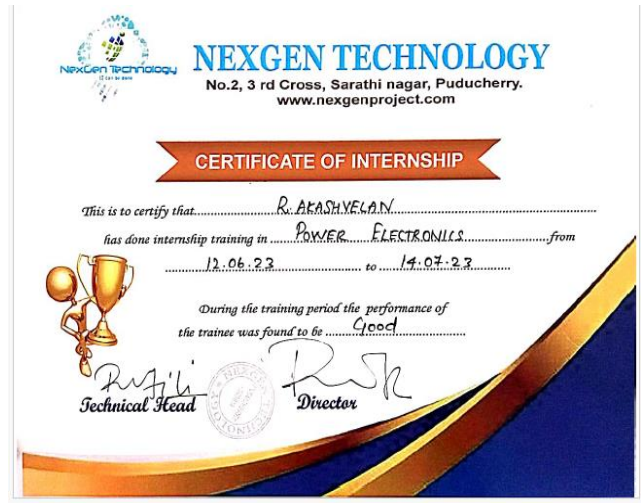 NexGen Technology
NEXGEN TECHNOLOGY
No.2, 3 rd Cross, Sarathi nagar, Puducherry.
www.nexgenproject.com
CERTIFICATE OF INTERNSHIP
This is to certify that R. AKASHVELAN
has done internship training in POWER ELECTRONICS from
12.06.23 to 14.07.23
During the training period the performance of
the trainee was found to be Good
Technical Head Director